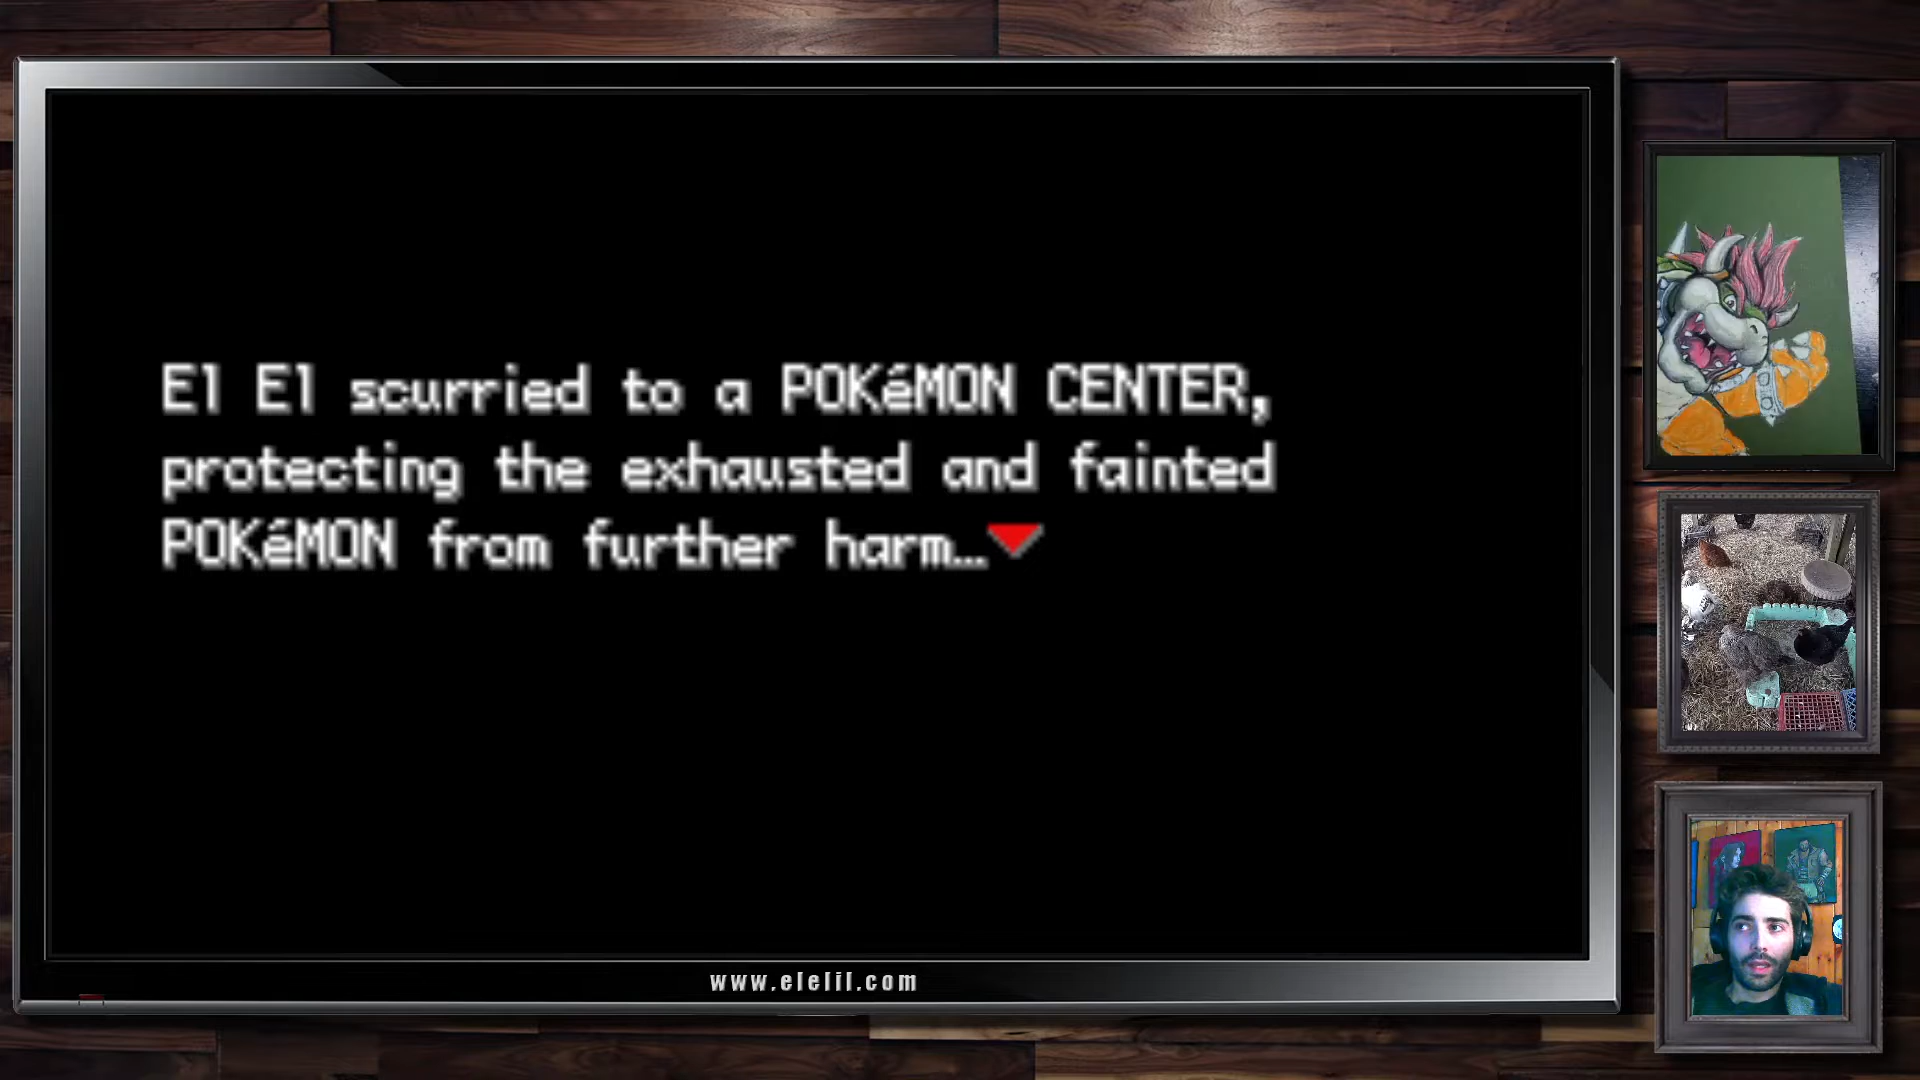 El El scurried to a POKéMON CENTER,
protecting the exhausted and fainted
POKéMON from further harm…
www.elelil.com